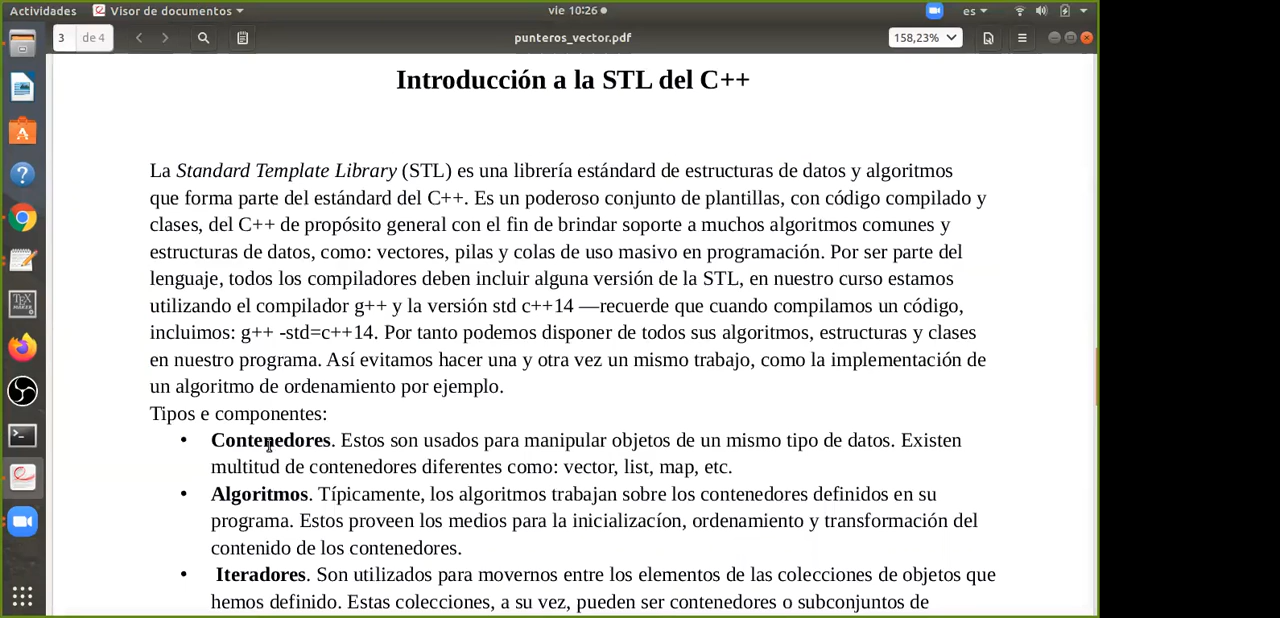 Actividades Visor de documentos vie 10:26 es
3 de 4 punteros_vector.pdf 158,23%
Introducción a la STL del C++
La Standard Template Library (STL) es una librería estándard de estructuras de datos y algoritmos
que forma parte del estándard del C++. Es un poderoso conjunto de plantillas, con código compilado y
clases, del C++ de propósito general con el fin de brindar soporte a muchos algoritmos comunes y
estructuras de datos, como: vectores, pilas y colas de uso masivo en programación. Por ser parte del
lenguaje, todos los compiladores deben incluir alguna versión de la STL, en nuestro curso estamos
utilizando el compilador g++ y la versión std c++14 —recuerde que cuando compilamos un código,
incluimos: g++ -std=c++14. Por tanto podemos disponer de todos sus algoritmos, estructuras y clases
en nuestro programa. Así evitamos hacer una y otra vez un mismo trabajo, como la implementación de
un algoritmo de ordenamiento por ejemplo.
Tipos e componentes:
• Contenedores. Estos son usados para manipular objetos de un mismo tipo de datos. Existen
multitud de contenedores diferentes como: vector, list, map, etc.
• Algoritmos. Típicamente, los algoritmos trabajan sobre los contenedores definidos en su
programa. Estos proveen los medios para la inicializacíon, ordenamiento y transformación del
contenido de los contenedores.
• Iteradores. Son utilizados para movernos entre los elementos de las colecciones de objetos que
hemos definido. Estas colecciones, a su vez, pueden ser contenedores o subconjuntos de